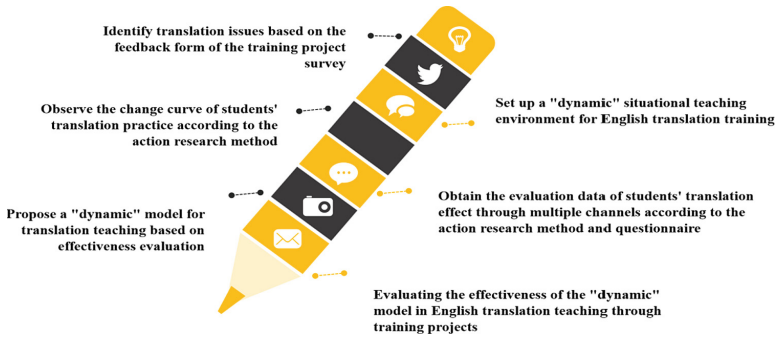 Identify translation issues based on the
feedback form of the training project
survey
Set up a "dynamic" situational teaching
environment for English translation training
Observe the change curve of students'
translation practice according to the
action research method
Obtain the evaluation data of students' translation
effect through multiple channels according to the
action research method and questionnaire
Propose a "dynamic" model for
translation teaching based on
effectiveness evaluation
Evaluating the effectiveness of the "dynamic"
model in English translation teaching through
training projects